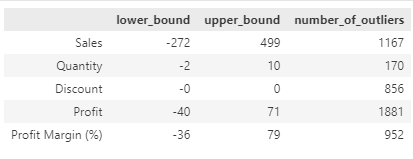 lower_bound upper_bound number_of_outliers
Sales -272 499 1167
Quantity -2 10 170
Discount -0 0 856
Profit -40 71 1881
Profit Margin (%) -36 79 952